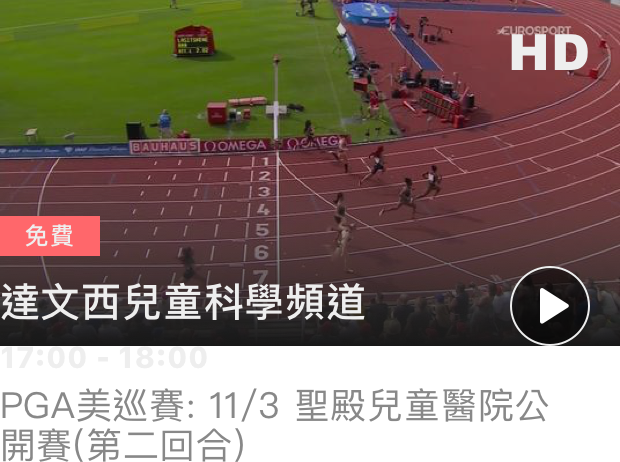 EUROSPORT
HD
BAUHAUS
OMEGA
OMEGA
1
2
3
4
5
6
7
免費
達文西兒童科學頻道
17:00 - 18:00
PGA美巡賽: 11/3 聖殿兒童醫院公
開賽(第二回合)